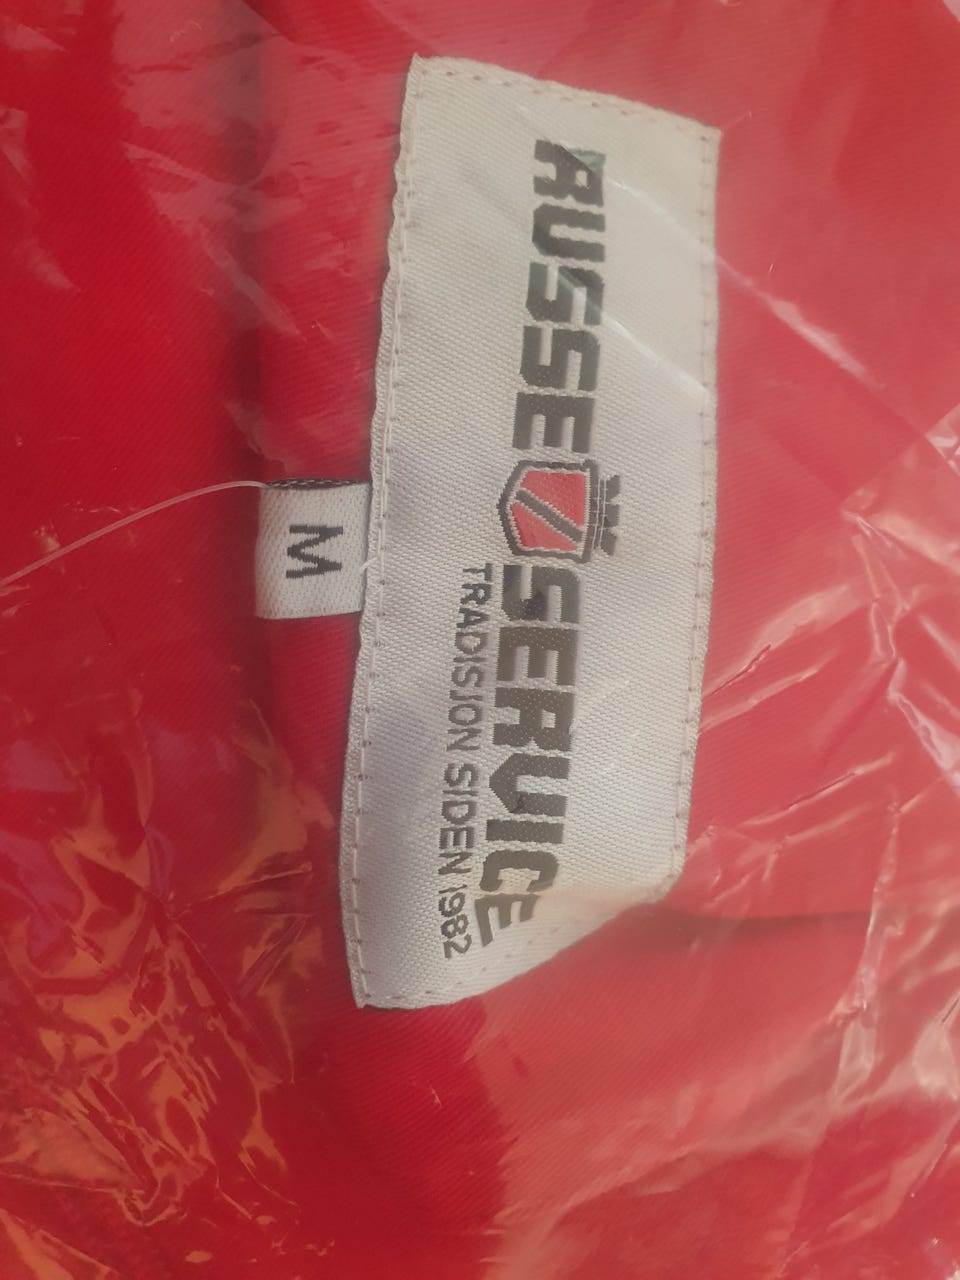 RUSSE SERVICE
TRADISJON SIDEN 1982
M